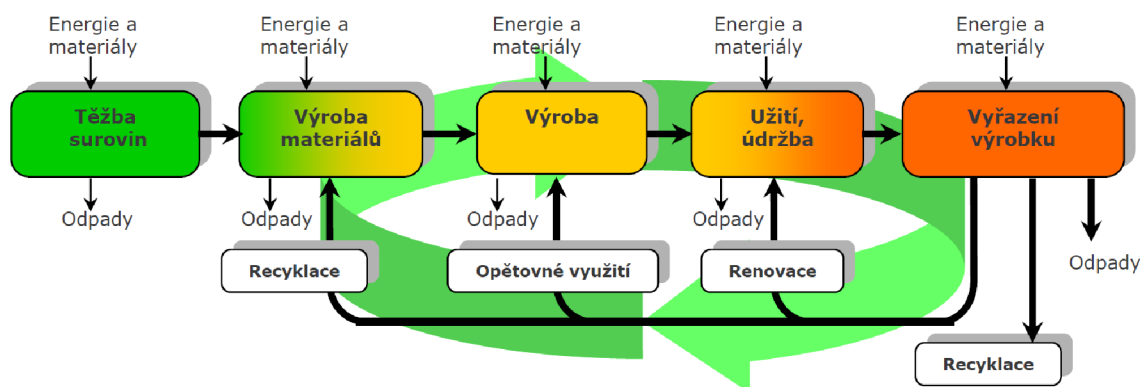 Energie a
materiály
Energie a
materiály
Energie a
materiály
Energie a
materiály
Energie a
materiály
Těžba
surovin
Výroba
materiálů
Výroba
Užití,
údržba
Vyřazení
výrobku
Odpady
Odpady
Odpady
Odpady
Odpady
Recyklace
Opětovné využití
Renovace
Recyklace